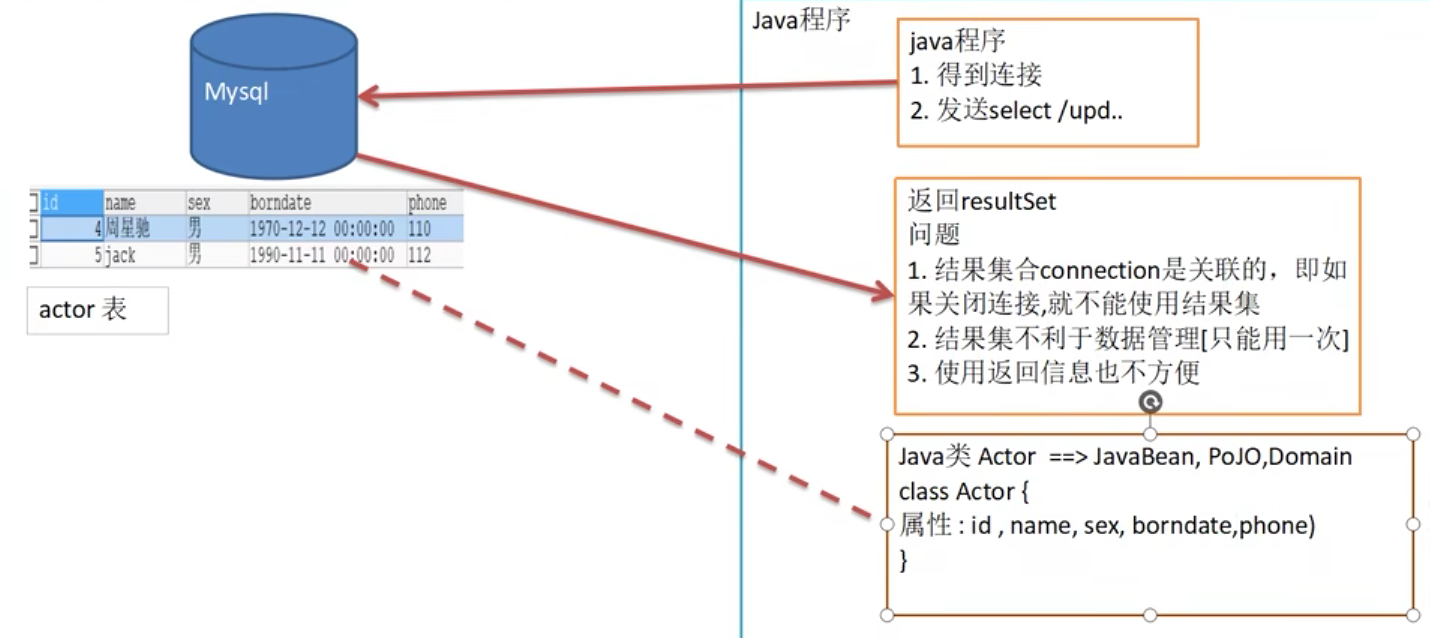 Java程序
java程序
1. 得到连接
2. 发送select /upd..
Mysql
id name sex borndate phone
4 周星驰 男 1970-12-12 00:00:00 110
5 jack 男 1990-11-11 00:00:00 112
actor 表
返回resultSet
问题
1. 结果集合connection是关联的，即如
果关闭连接,就不能使用结果集
2. 结果集不利于数据管理[只能用一次]
3. 使用返回信息也不方便
Java类 Actor ==> JavaBean, PoJO,Domain
class Actor {
属性 : id , name, sex, borndate,phone)
}